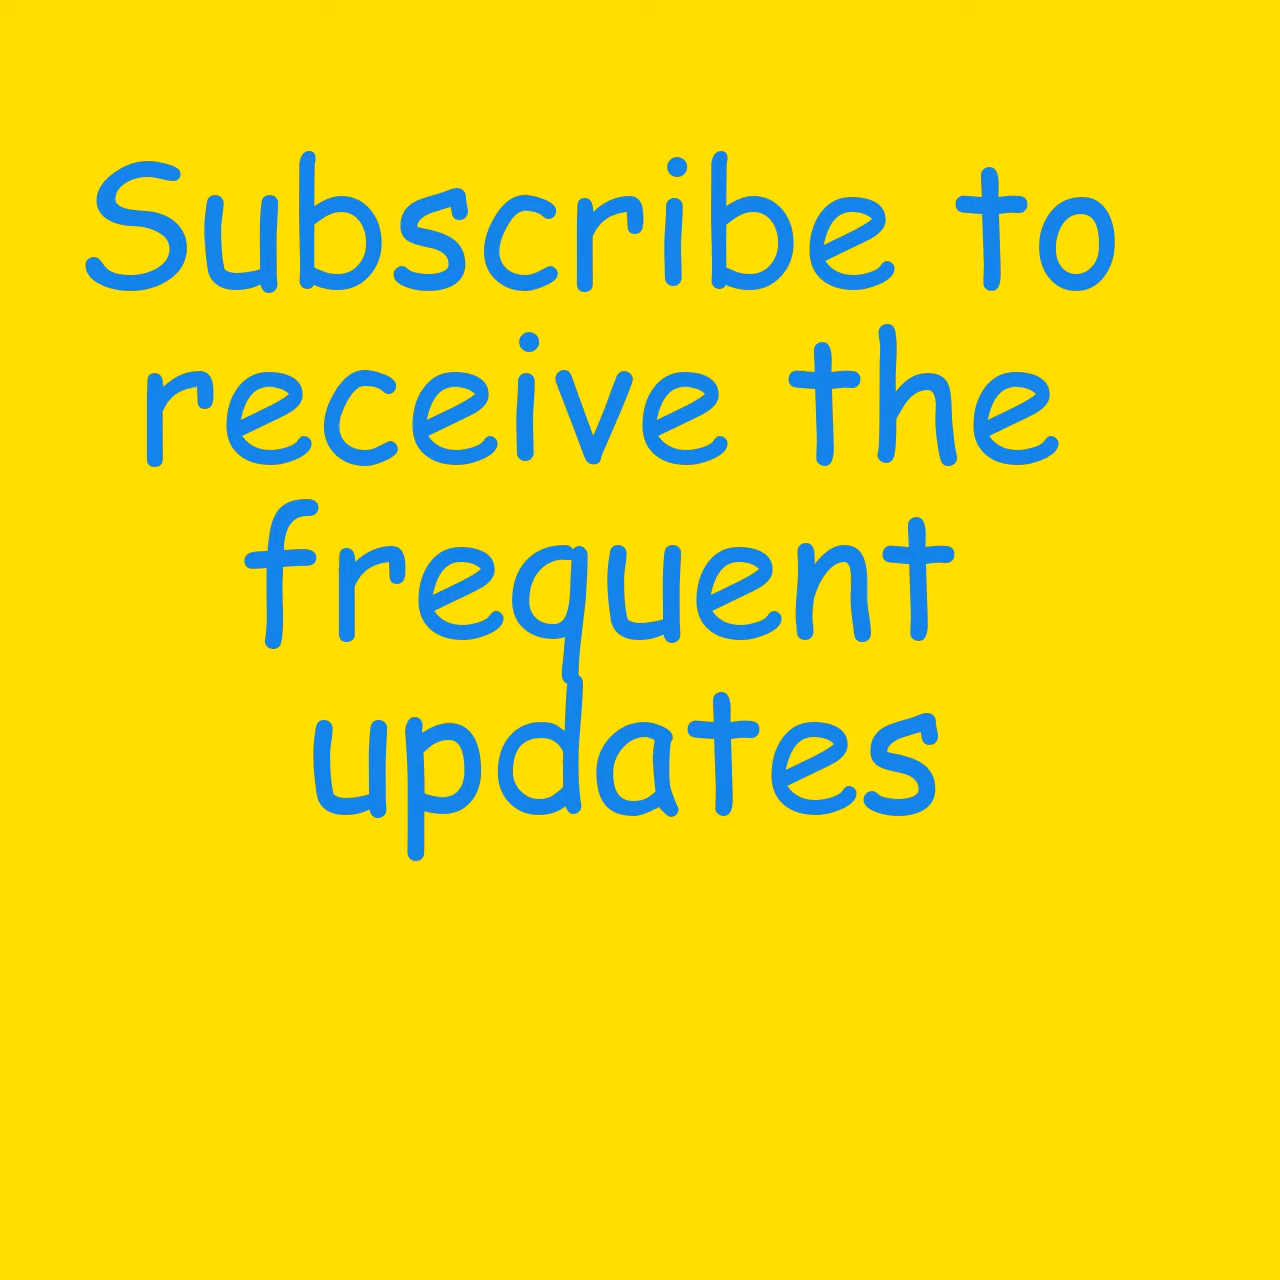 Subscribe to
receive the
frequent
updates